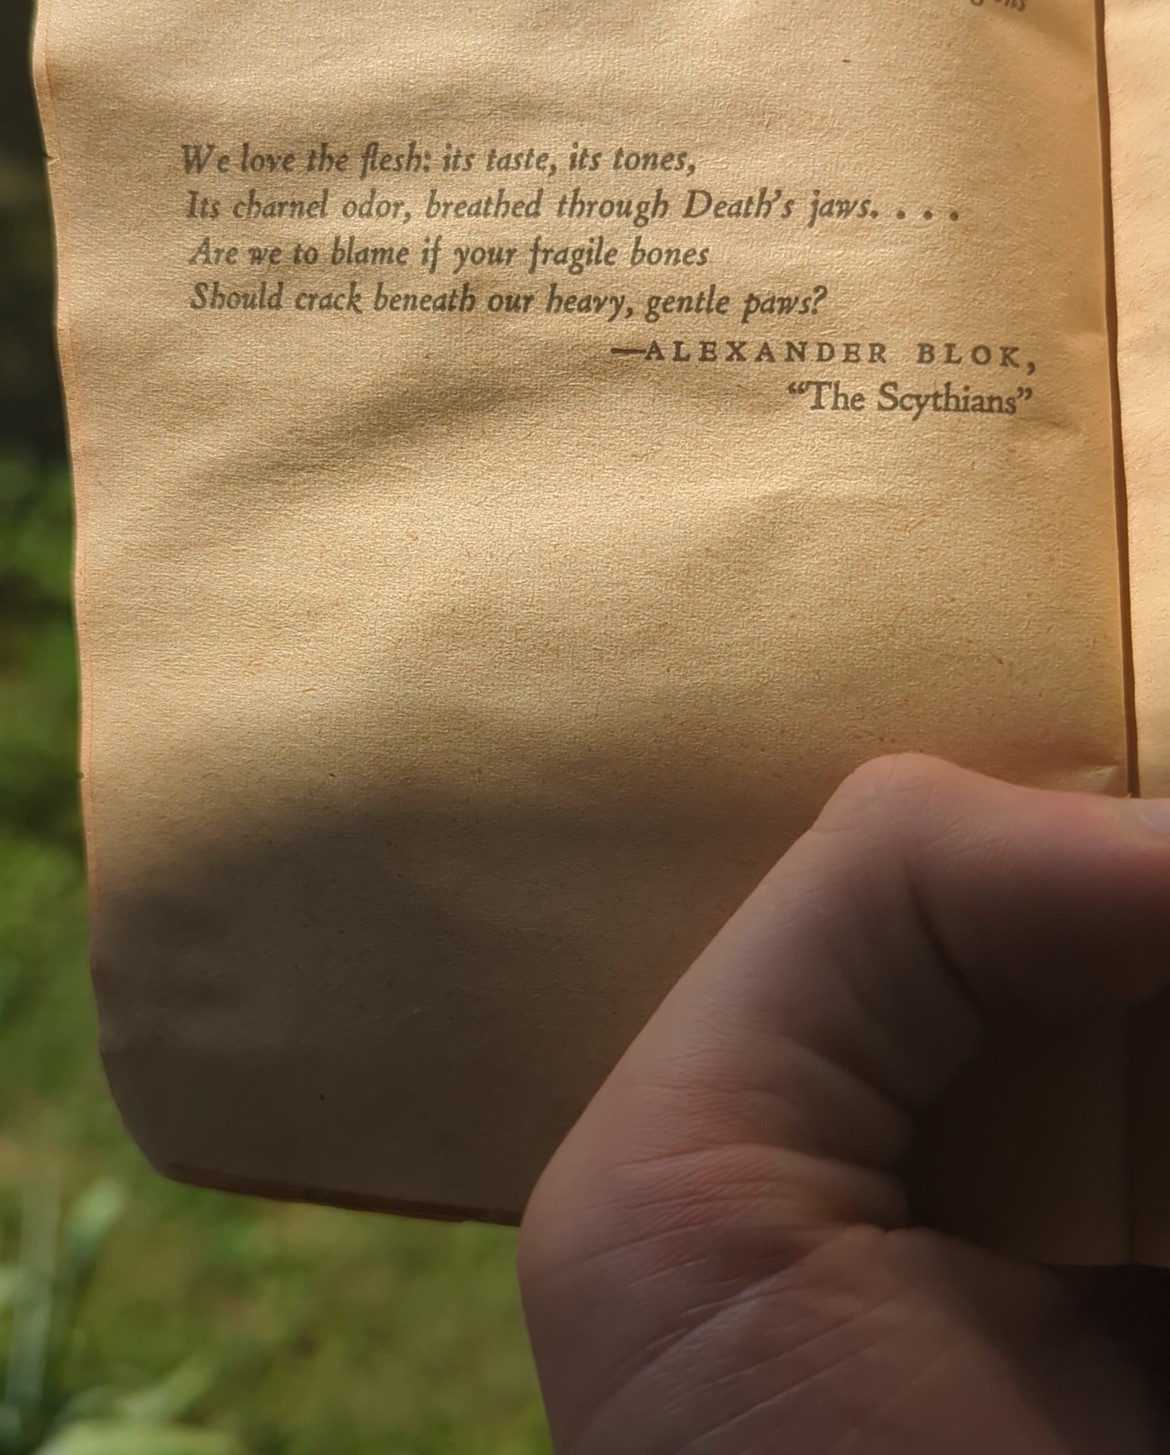 We love the flesh: its taste, its tones,
Its charnel odor, breathed through Death's jaws. . . .
Are we to blame if your fragile bones
Should crack beneath our heavy, gentle paws?
—ALEXANDER BLOK,
“The Scythians”